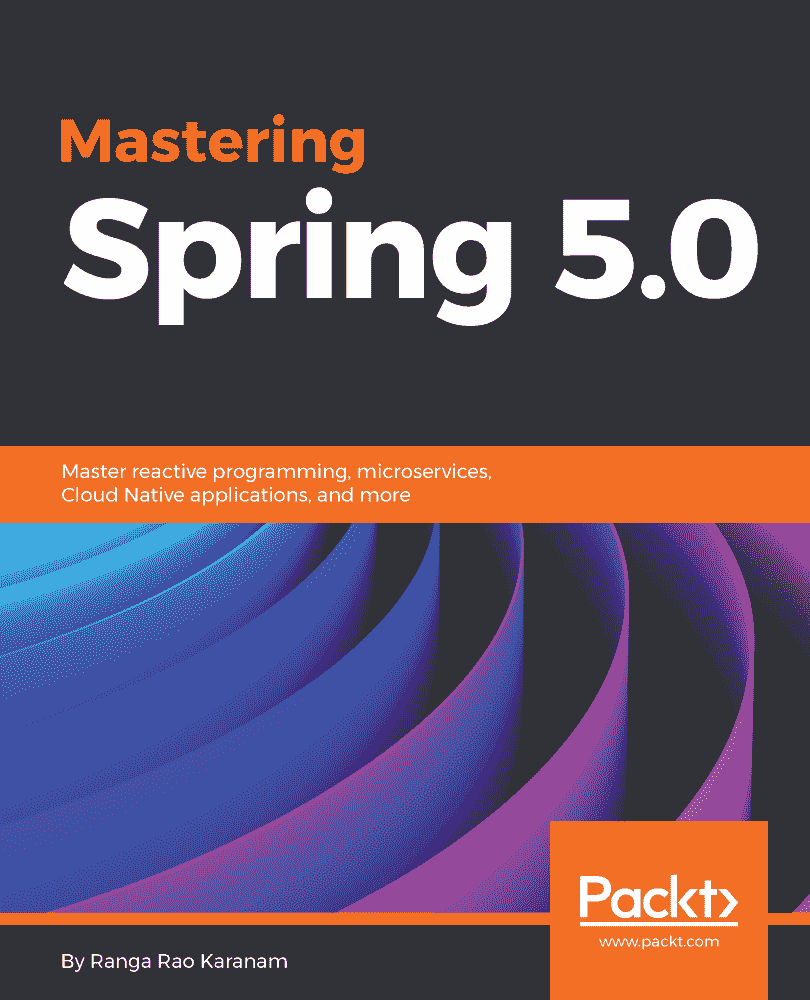 Mastering
Spring 5.0
Master reactive programming, microservices,
Cloud Native applications, and more
Packt>
www.packt.com
By Ranga Rao Karanam